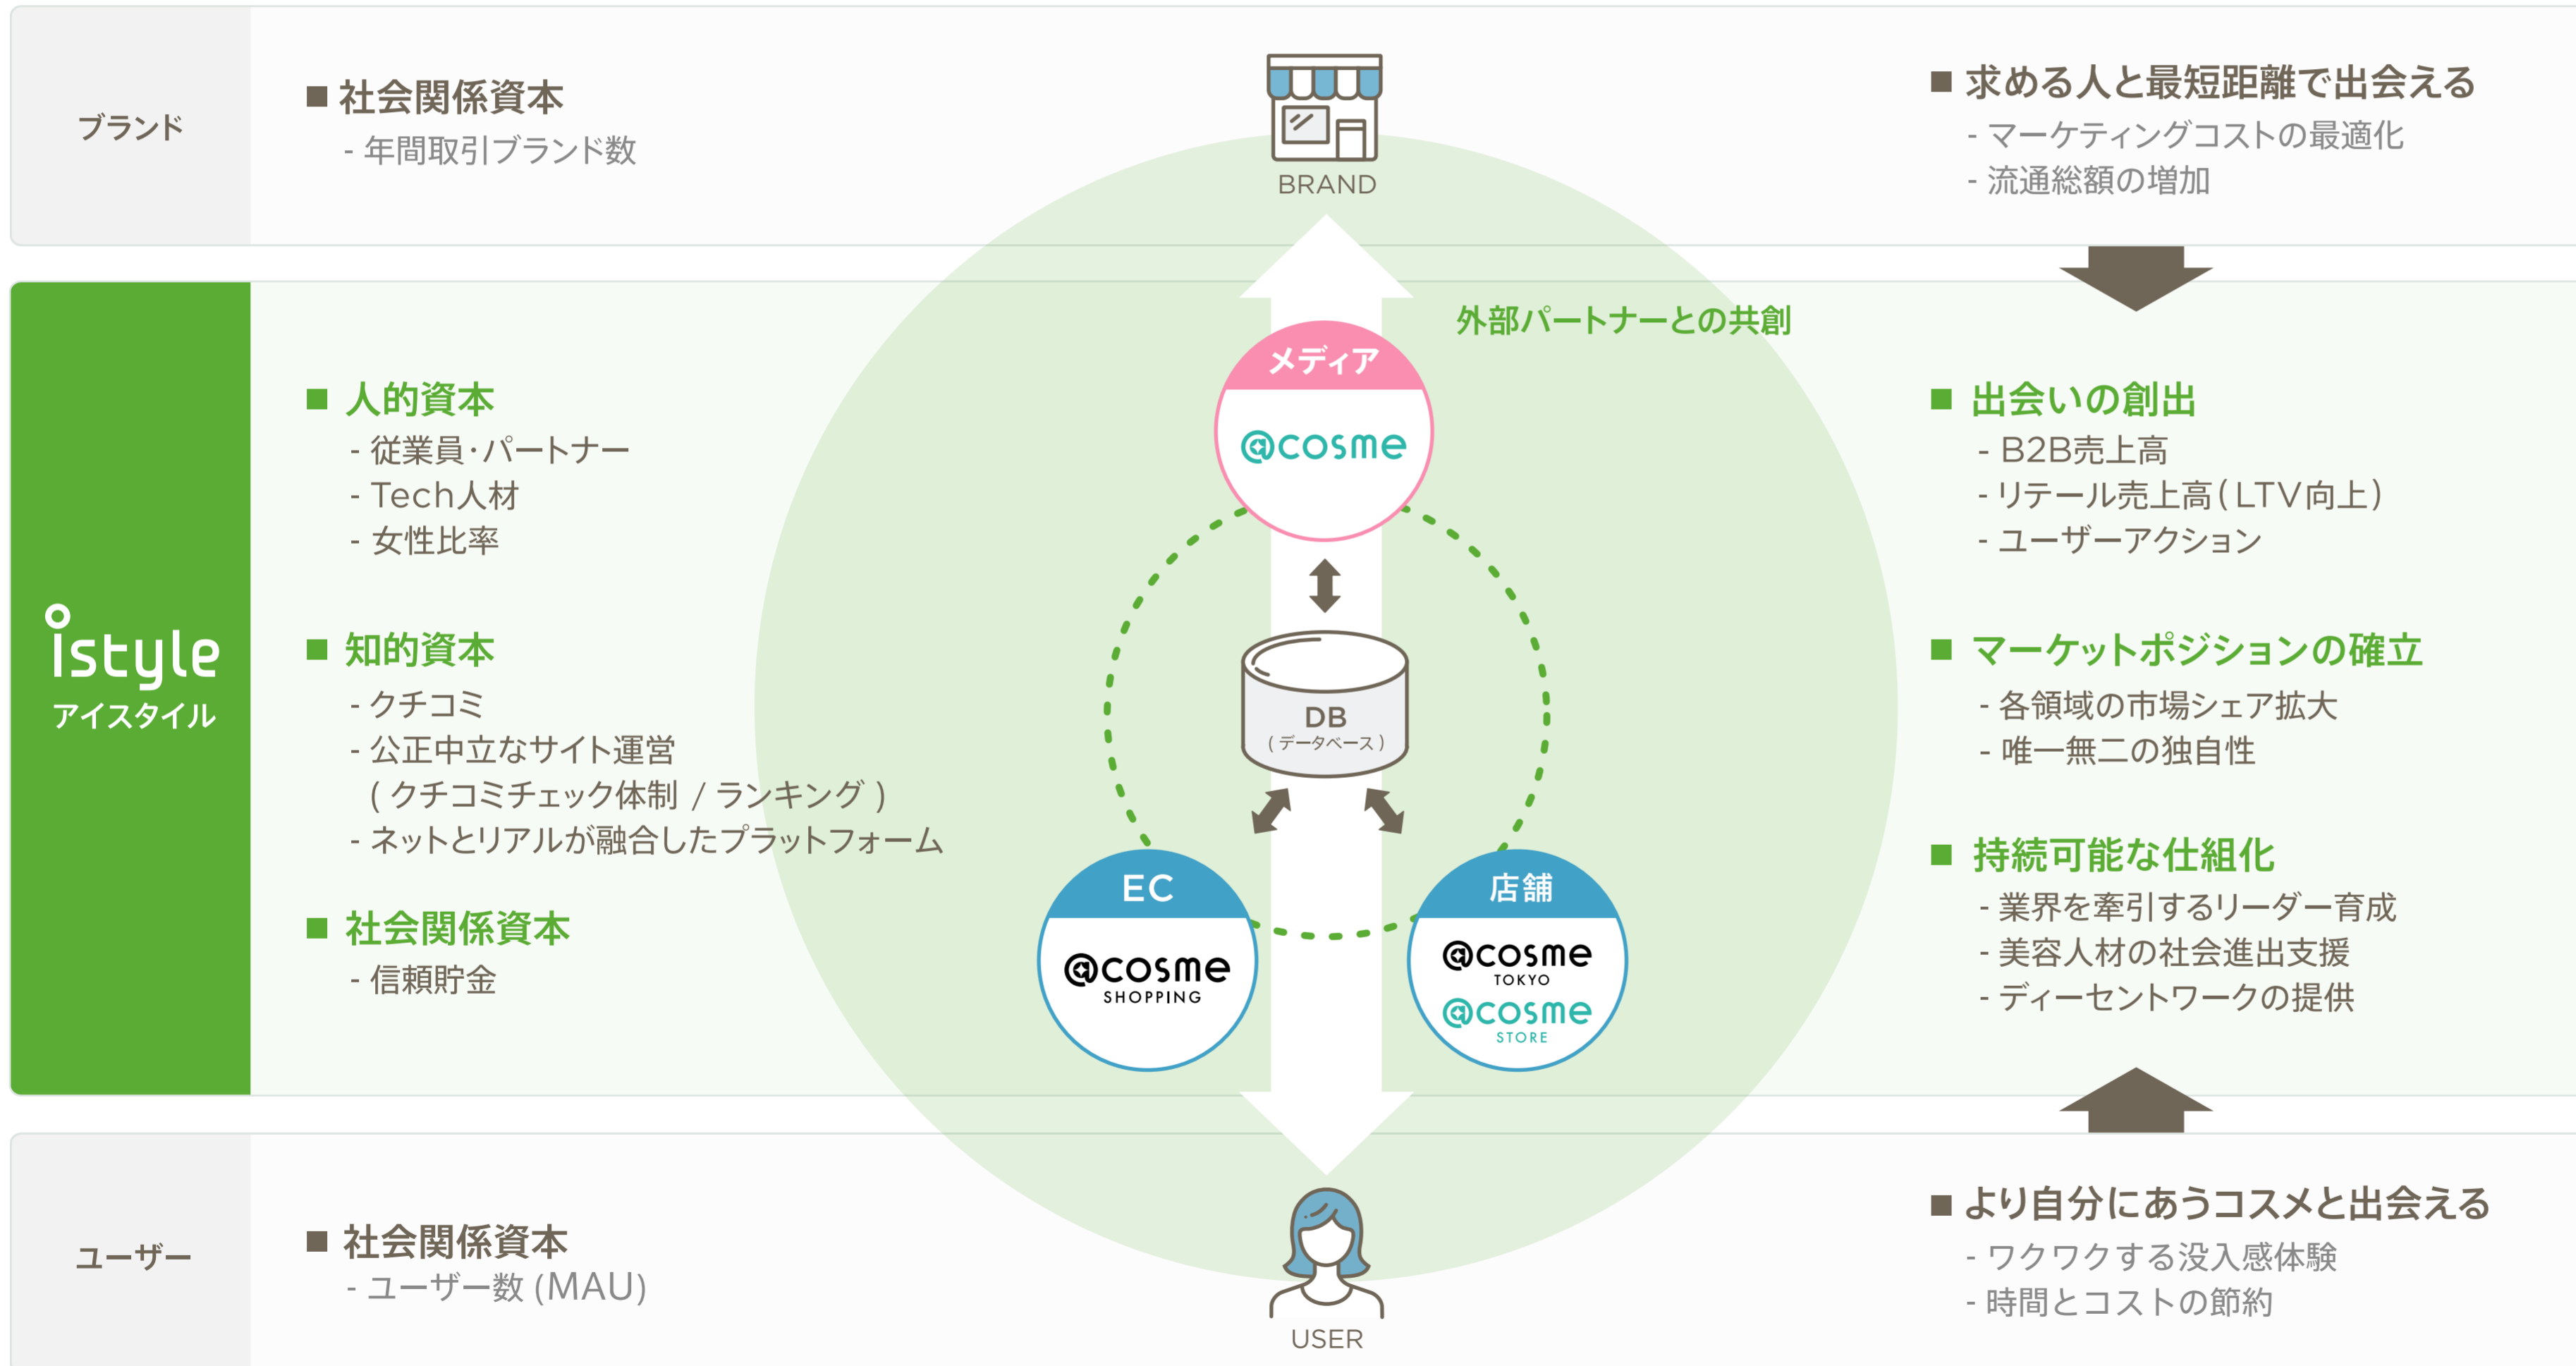 ブランド
■ 社会関係資本
- 年間取引ブランド数
BRAND
■ 求める人と最短距離で出会える
- マーケティングコストの最適化
- 流通総額の増加
istyle
アイスタイル
■ 人的資本
- 従業員・パートナー
- Tech人材
- 女性比率
■ 知的資本
- クチコミ
- 公正中立なサイト運営
( クチコミチェック体制 / ランキング )
- ネットとリアルが融合したプラットフォーム
■ 社会関係資本
- 信頼貯金
外部パートナーとの共創
メディア
@cosme
DB
( データベース )
EC
@cosme
SHOPPING
店舗
@cosme
TOKYO
@cosme
STORE
■ 出会いの創出
- B2B売上高
- リテール売上高(LTV向上)
- ユーザーアクション
■ マーケットポジションの確立
- 各領域の市場シェア拡大
- 唯一無二の独自性
■ 持続可能な仕組化
- 業界を牽引するリーダー育成
- 美容人材の社会進出支援
- ディーセントワークの提供
ユーザー
■ 社会関係資本
- ユーザー数 (MAU)
USER
■ より自分にあうコスメと出会える
- ワクワクする没入感体験
- 時間とコストの節約